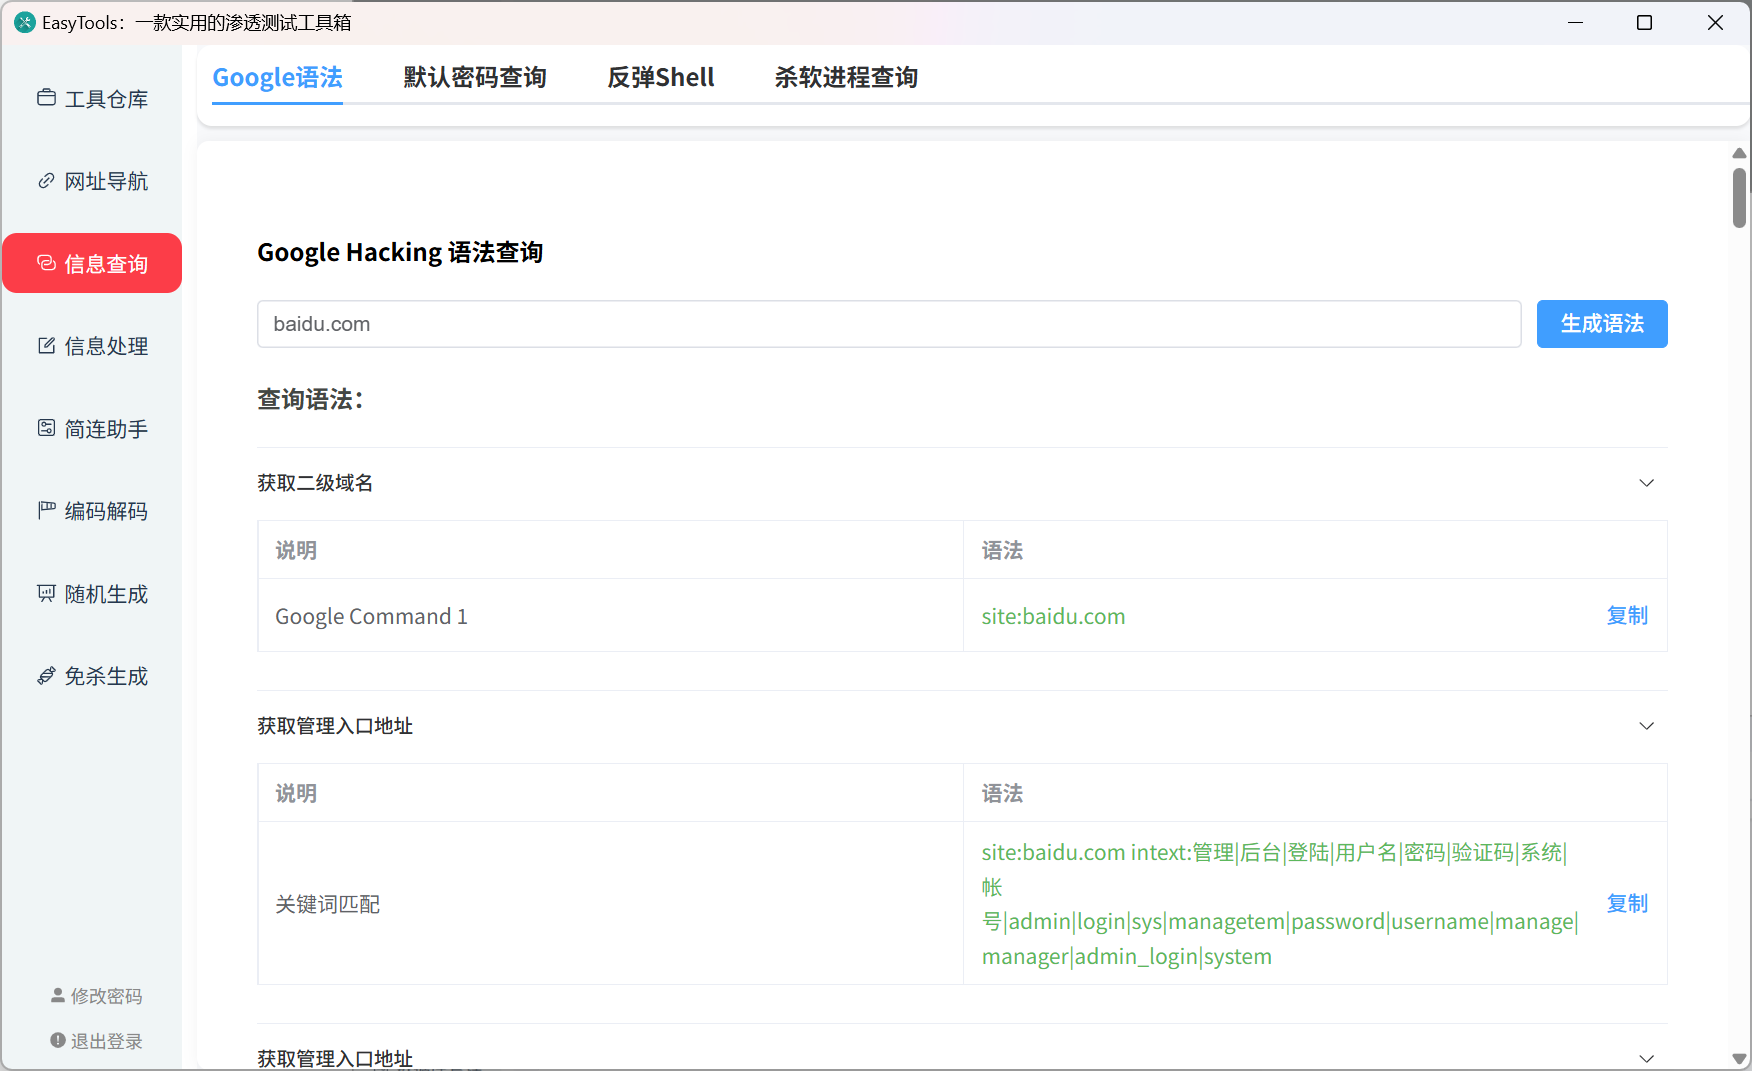 EasyTools：一款实用的渗透测试工具箱
工具仓库
网址导航
信息查询
信息处理
简连助手
编码解码
随机生成
免杀生成
修改密码
退出登录
Google语法
默认密码查询
反弹Shell
杀软进程查询
Google Hacking 语法查询
baidu.com
生成语法
查询语法：
获取二级域名
说明
语法
Google Command 1
site:baidu.com
复制
获取管理入口地址
说明
语法
关键词匹配
site:baidu.com intext:管理|后台|登陆|用户名|密码|验证码|系统|
帐
号|admin|login|sys|managetem|password|username|manage|
manager|admin_login|system
复制
获取管理入口地址